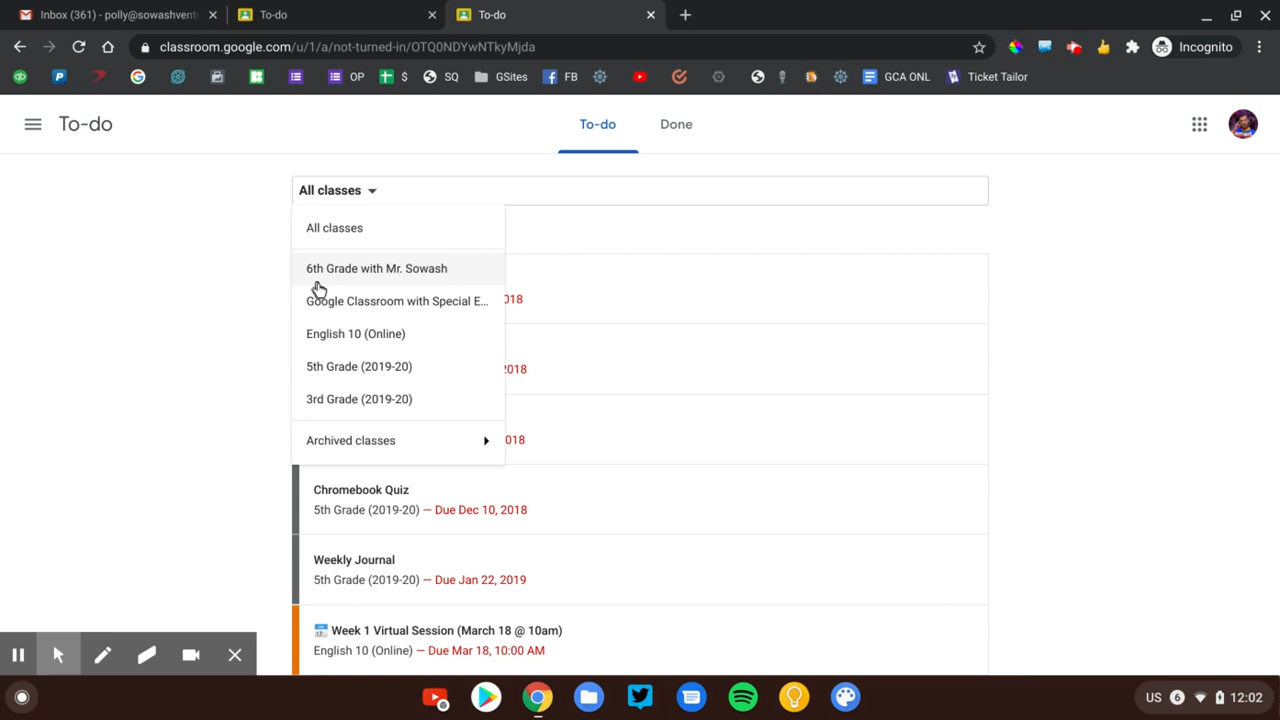 Inbox (361) - polly@sowashventu
To-do
To-do
classroom.google.com/u/1/a/not-turned-in/OTQ0NDYwNTkyMjda
Incognito
OP
$
SQ
GSites
FB
GCA ONL
Ticket Tailor
To-do
To-do
Done
All classes
All classes
6th Grade with Mr. Sowash
Google Classroom with Special E...
018
English 10 (Online)
5th Grade (2019-20)
2018
3rd Grade (2019-20)
Archived classes
018
Chromebook Quiz
5th Grade (2019-20) — Due Dec 10, 2018
Weekly Journal
5th Grade (2019-20) — Due Jan 22, 2019
Week 1 Virtual Session (March 18 @ 10am)
English 10 (Online) — Due Mar 18, 10:00 AM
US 6 12:02